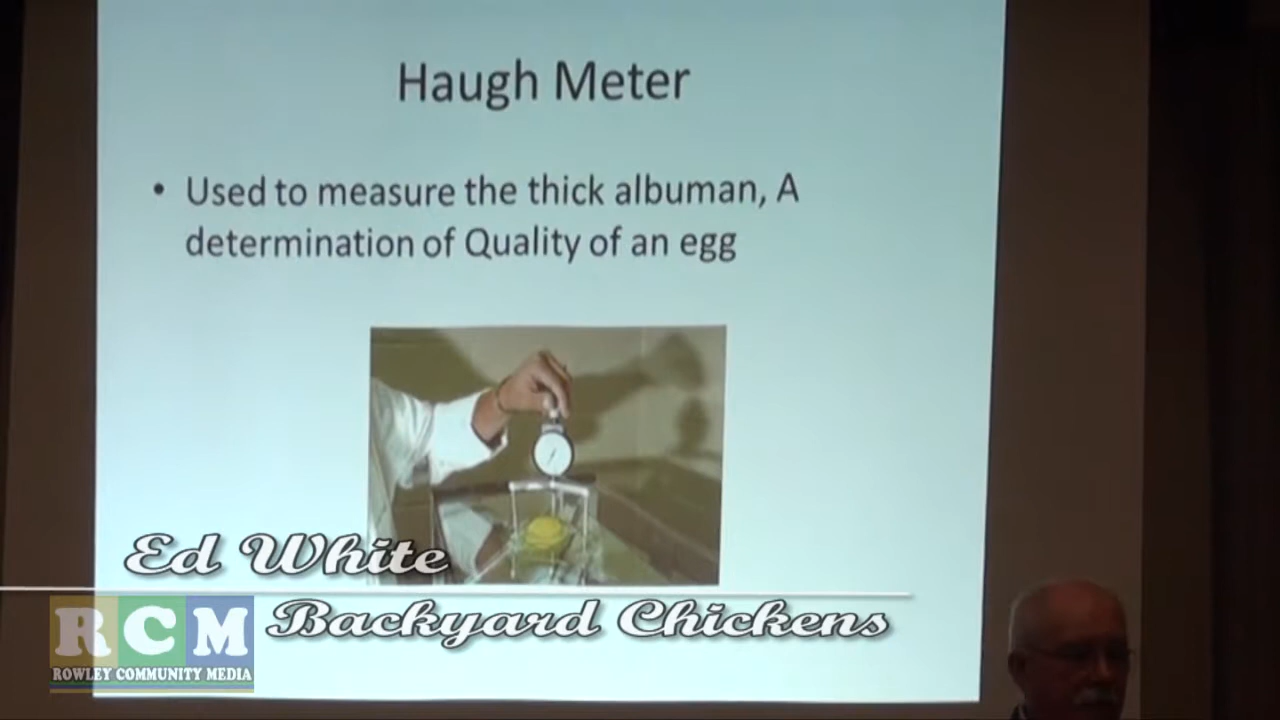 Haugh Meter
• Used to measure the thick albuman, A
determination of Quality of an egg
Ed White
Backyard Chickens
RCM
ROWLEY COMMUNITY MEDIA